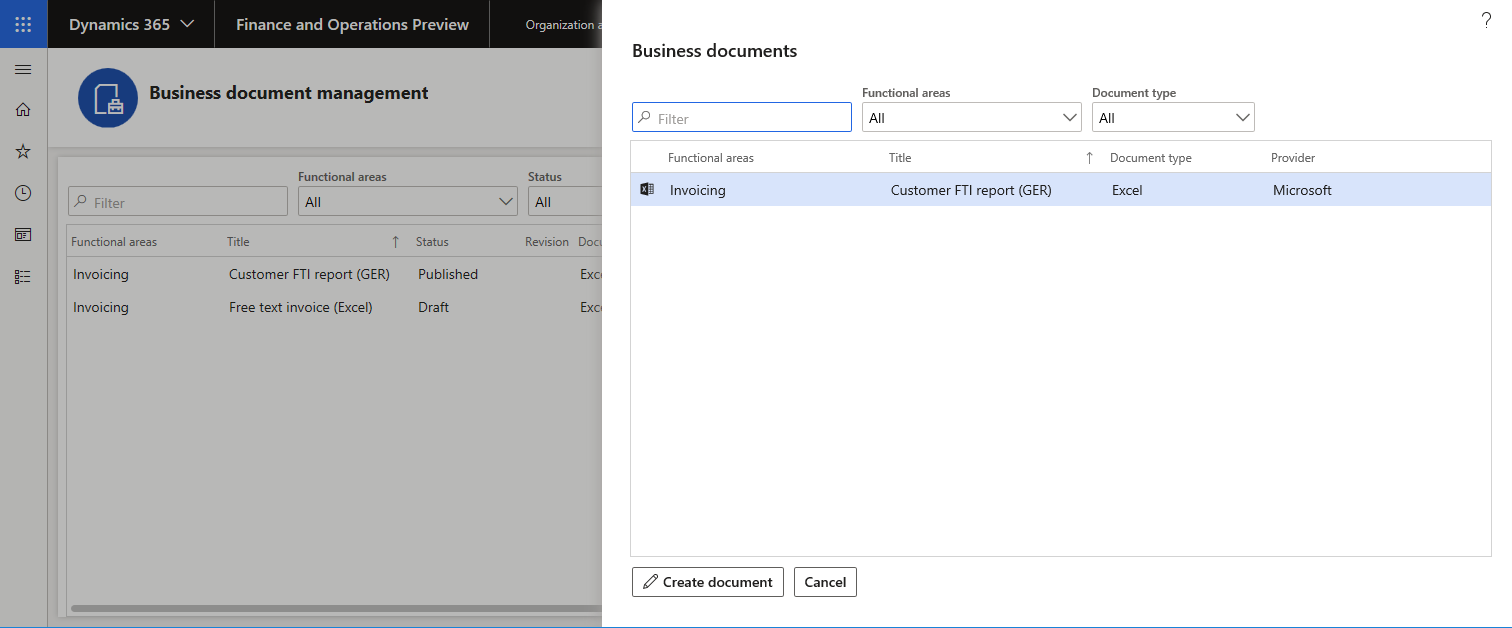 Dynamics 365
Finance and Operations Preview
Organization a
Business document management
Functional areas
Status
Filter
All
All
Functional areas Title Status Revision Docu
Invoicing Customer FTI report (GER) Published Exc
Invoicing Free text invoice (Excel) Draft Exc
?
Business documents
Functional areas
Document type
Filter
All
All
Functional areas Title Document type Provider
Invoicing Customer FTI report (GER) Excel Microsoft
Create document
Cancel